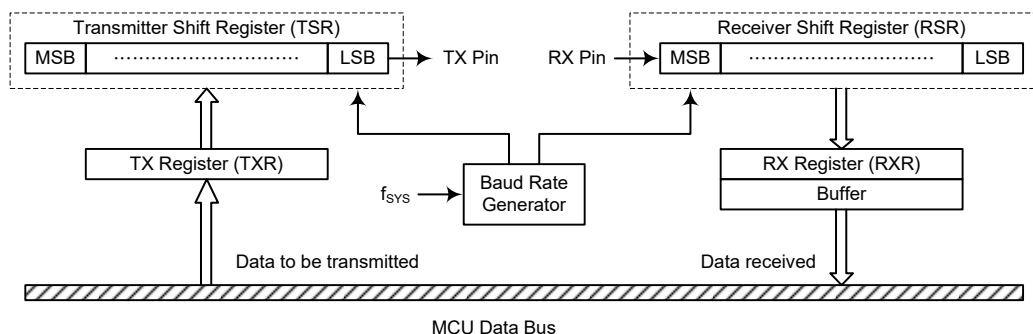 Transmitter Shift Register (TSR)
MSB ................................ LSB
TX Pin
RX Pin
Receiver Shift Register (RSR)
MSB ................................ LSB
TX Register (TXR)
f_SYS
Baud Rate
Generator
RX Register (RXR)
Buffer
Data to be transmitted
Data received
MCU Data Bus